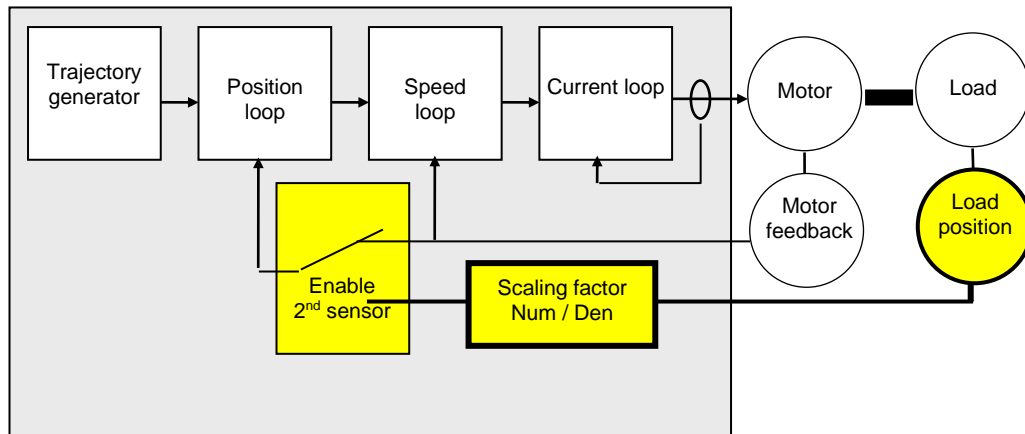 Trajectory
generator
Position
loop
Speed
loop
Current loop
Motor
Load
Motor
feedback
Load
position
Enable
2nd sensor
Scaling factor
Num / Den